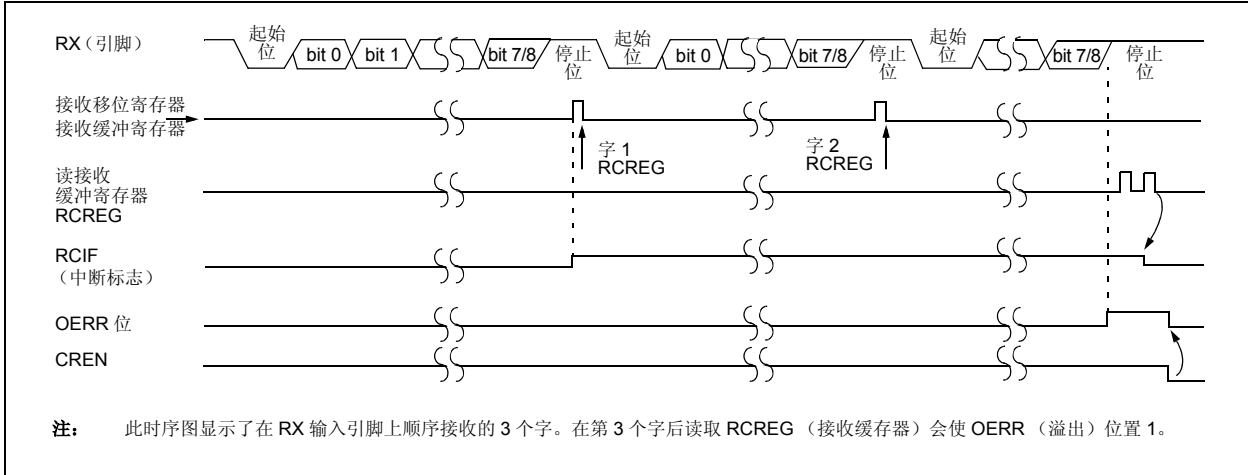 RX（引脚） 起始位 bit 0 bit 1 bit 7/8 停止位 起始位 bit 0 bit 7/8 停止位 起始位 bit 7/8 停止位
接收移位寄存器
接收缓冲寄存器
字 1
RCREG
字 2
RCREG
读接收
缓冲寄存器
RCREG
RCIF
（中断标志）
OERR 位
CREN
注： 此时序图显示了在 RX 输入引脚上顺序接收的 3 个字。在第 3 个字后读取 RCREG （接收缓存器）会使 OERR （溢出）位置 1。